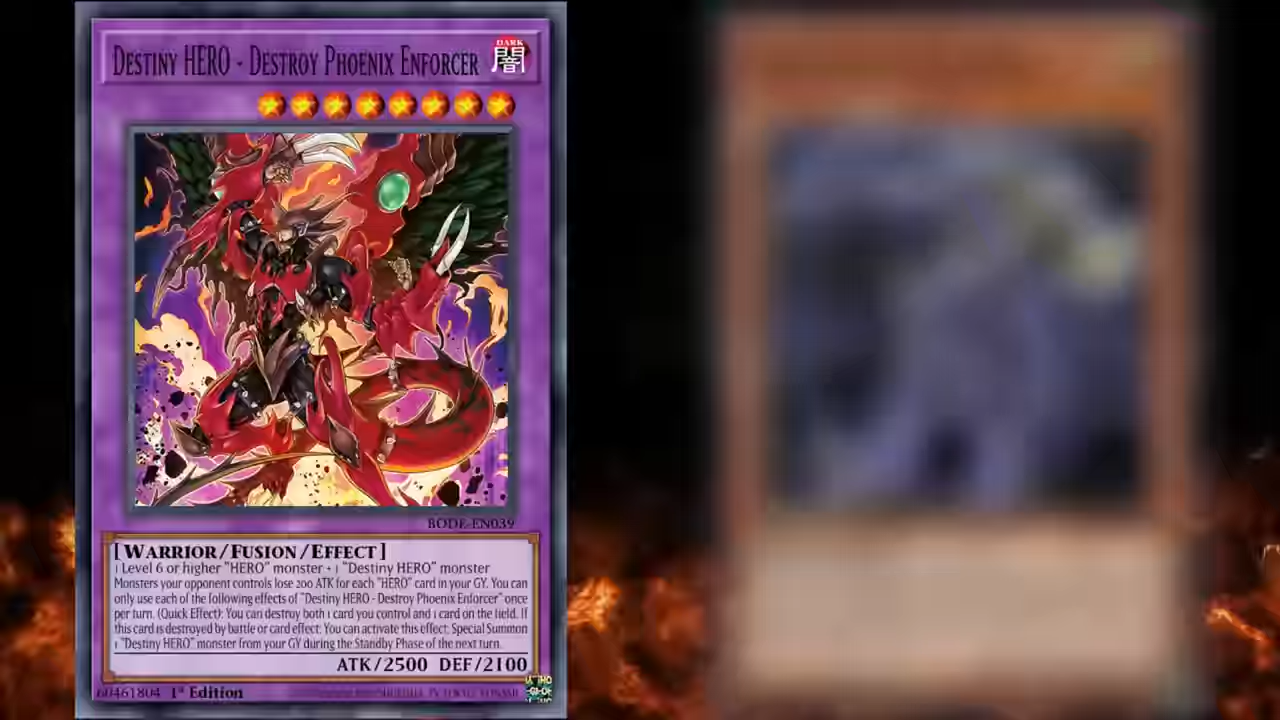 DESTINY HERO - DESTROY PHOENIX ENFORCER
DARK
闇
BODE-EN039
[WARRIOR/FUSION/EFFECT]
1 Level 6 or higher "HERO" monster + 1 "Destiny HERO" monster
Monsters your opponent controls lose 200 ATK for each "HERO" card in your GY. You can
only use each of the following effects of "Destiny HERO - Destroy Phoenix Enforcer" once
per turn. (Quick Effect): You can destroy both 1 card you control and 1 card on the field. If
this card is destroyed by battle or card effect: You can activate this effect; Special Summon
1 "Destiny HERO" monster from your GY during the Standby Phase of the next turn.
ATK/2500 DEF/2100
60461804 1st Edition